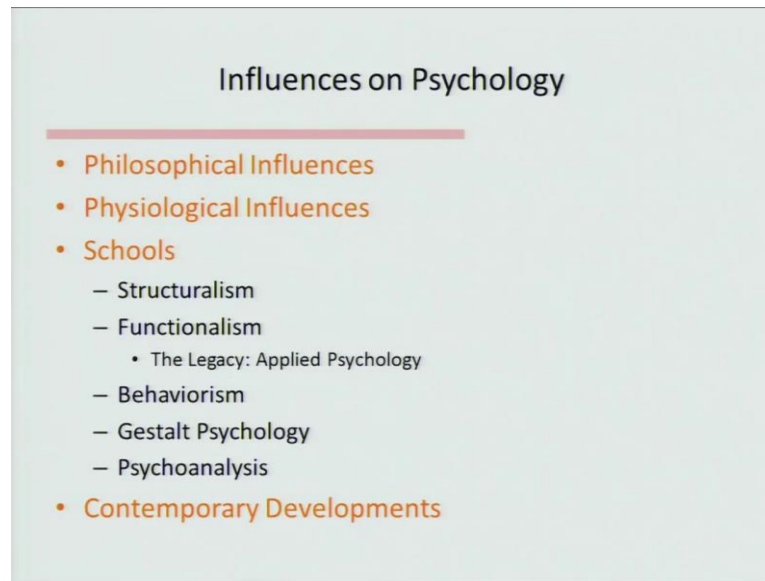 Influences on Psychology
• Philosophical Influences
• Physiological Influences
• Schools
– Structuralism
– Functionalism
• The Legacy: Applied Psychology
– Behaviorism
– Gestalt Psychology
– Psychoanalysis
• Contemporary Developments